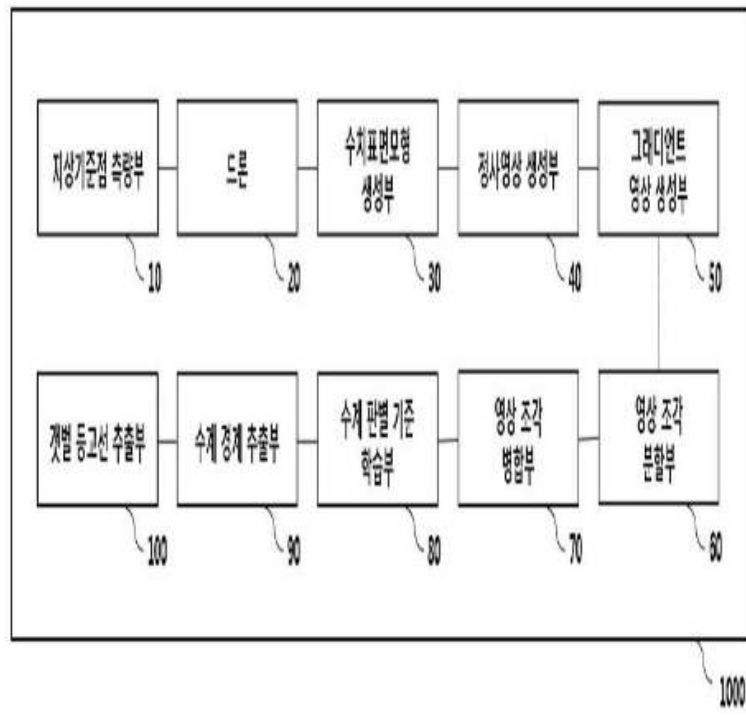 지상기준점 측량부
10
드론
20
수치표면모형
생성부
30
정사영상 생성부
40
그래디언트
영상 생성부
50
갯벌 등고선 추출부
100
수계 경계 추출부
90
수계 판별 기준
학습부
80
영상 조각
병합부
70
영상 조각
분할부
60
1000